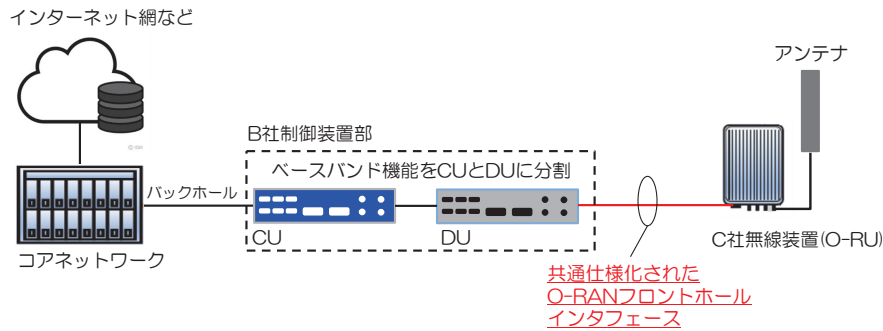 インターネット網など
アンテナ
B社制御装置部
ベースバンド機能をCUとDUに分割
バックホール
CU
DU
コアネットワーク
C社無線装置(O-RU)
共通仕様化された
O-RANフロントホール
インタフェース